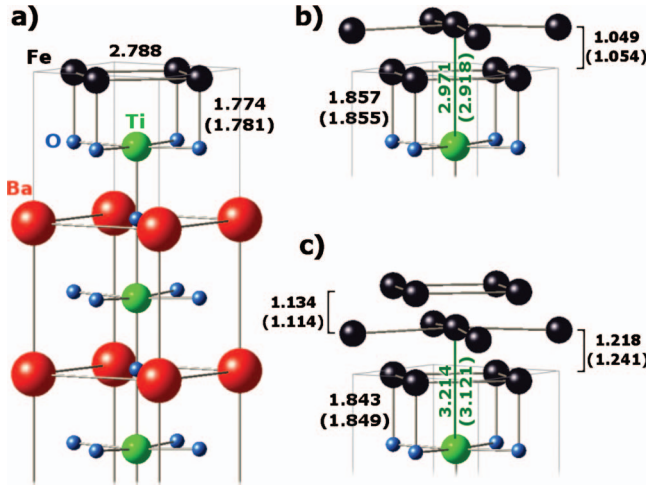 a)
Fe
2.788
1.774
(1.781)
Ti
O
Ba
b)
1.049
(1.054)
2.971
(2.918)
1.857
(1.855)
c)
1.134
(1.114)
1.218
(1.241)
3.214
(3.121)
1.843
(1.849)